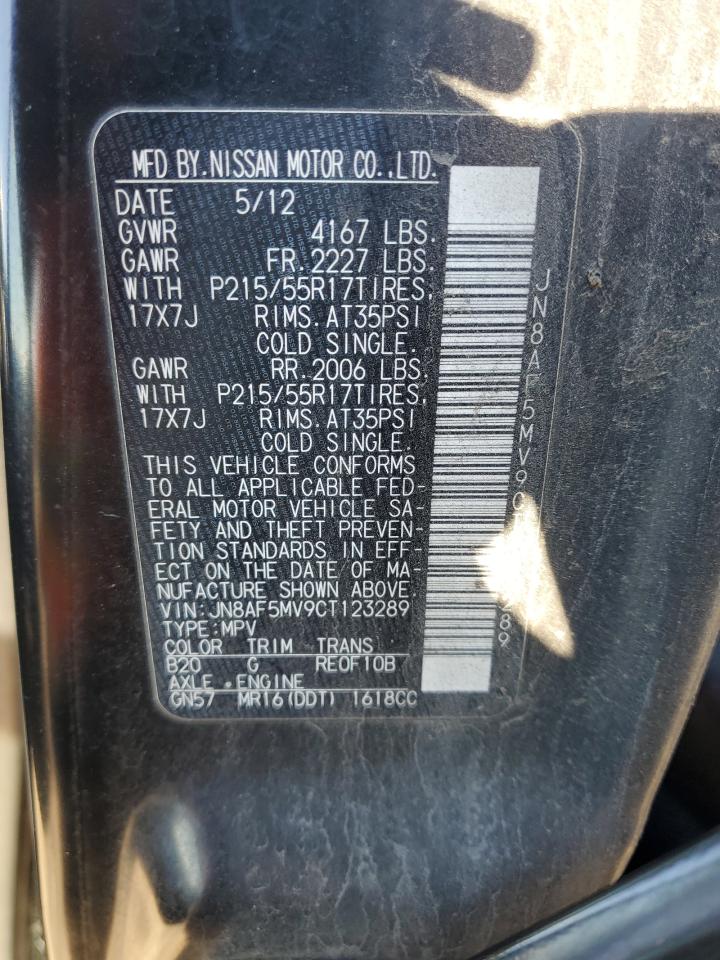 MFD BY.NISSAN MOTOR CO.,LTD.
DATE 5/12
GVWR 4167 LBS.
GAWR FR.2227 LBS.
WITH P215/55R17TIRES,
17X7J RIMS.AT35PSI
COLD SINGLE.
GAWR RR.2006 LBS.
WITH P215/55R17TIRES,
17X7J RIMS.AT35PSI
COLD SINGLE.
THIS VEHICLE CONFORMS
TO ALL APPLICABLE FED-
ERAL MOTOR VEHICLE SA-
FETY AND THEFT PREVEN-
TION STANDARDS IN EFF-
ECT ON THE DATE OF MA-
NUFACTURE SHOWN ABOVE.
VIN:JN8AF5MV9CT123289
TYPE:MPV
COLOR TRIM TRANS
B20 G RE0F10B
AXLE . ENGINE
GN57 MR16(DDT) 1618CC